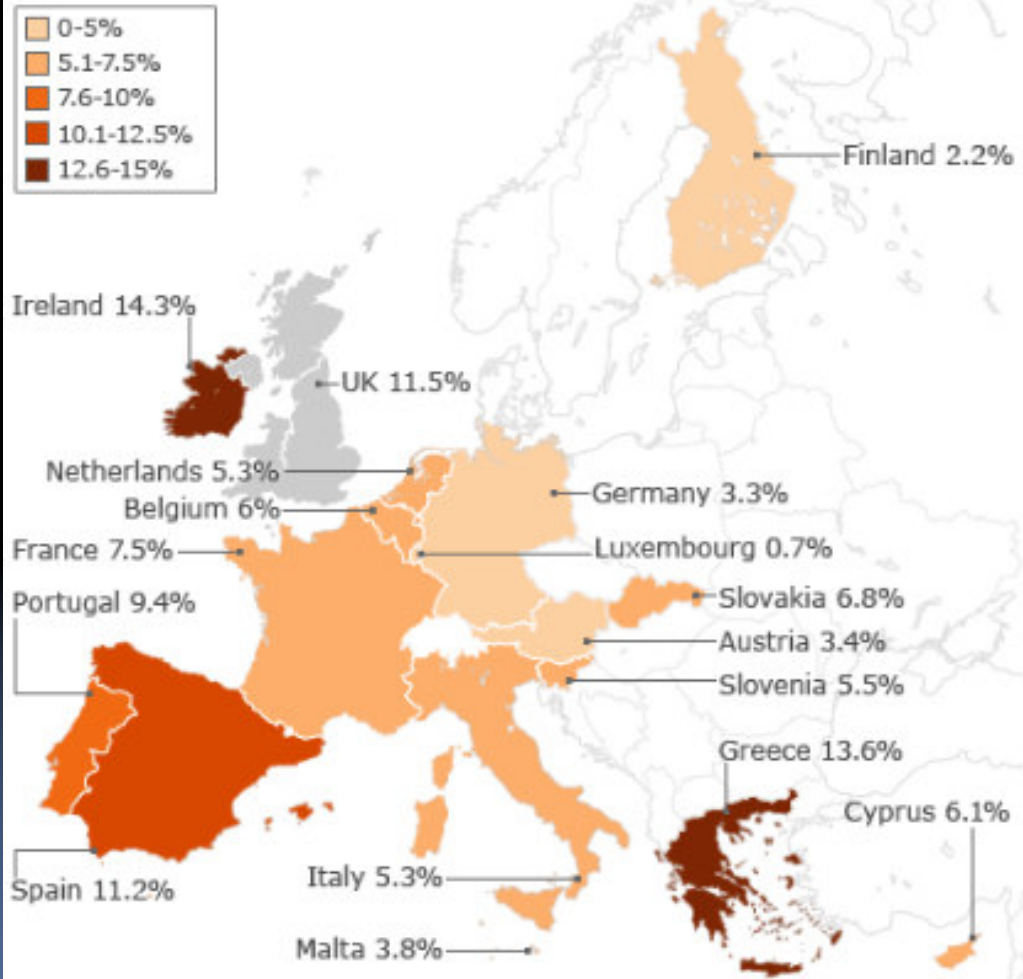 0-5%
5.1-7.5%
7.6-10%
10.1-12.5%
12.6-15%
Finland 2.2%
Ireland 14.3%
UK 11.5%
Netherlands 5.3%
Germany 3.3%
Belgium 6%
France 7.5%
Luxembourg 0.7%
Portugal 9.4%
Slovakia 6.8%
Austria 3.4%
Slovenia 5.5%
Greece 13.6%
Cyprus 6.1%
Italy 5.3%
Spain 11.2%
Malta 3.8%